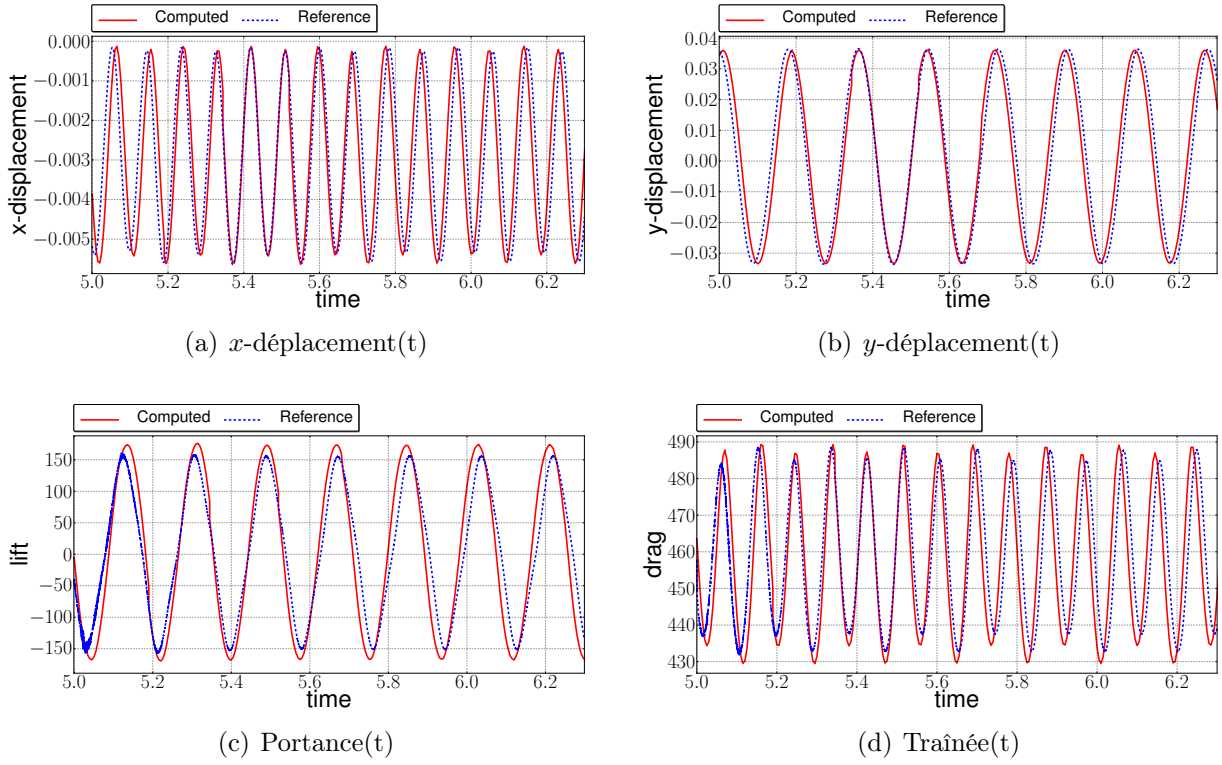 Computed Reference
0.000
−0.001
−0.002
−0.003
−0.004
−0.005
x-displacement
5.0 5.2 5.4 5.6 5.8 6.0 6.2
time
(a) x-déplacement(t)
Computed Reference
0.04
0.03
0.02
0.01
0.00
−0.01
−0.02
−0.03
y-displacement
5.0 5.2 5.4 5.6 5.8 6.0 6.2
time
(b) y-déplacement(t)
Computed Reference
150
100
50
0
−50
−100
−150
lift
5.0 5.2 5.4 5.6 5.8 6.0 6.2
time
(c) Portance(t)
Computed Reference
490
480
470
460
450
440
430
drag
5.0 5.2 5.4 5.6 5.8 6.0 6.2
time
(d) Traînée(t)